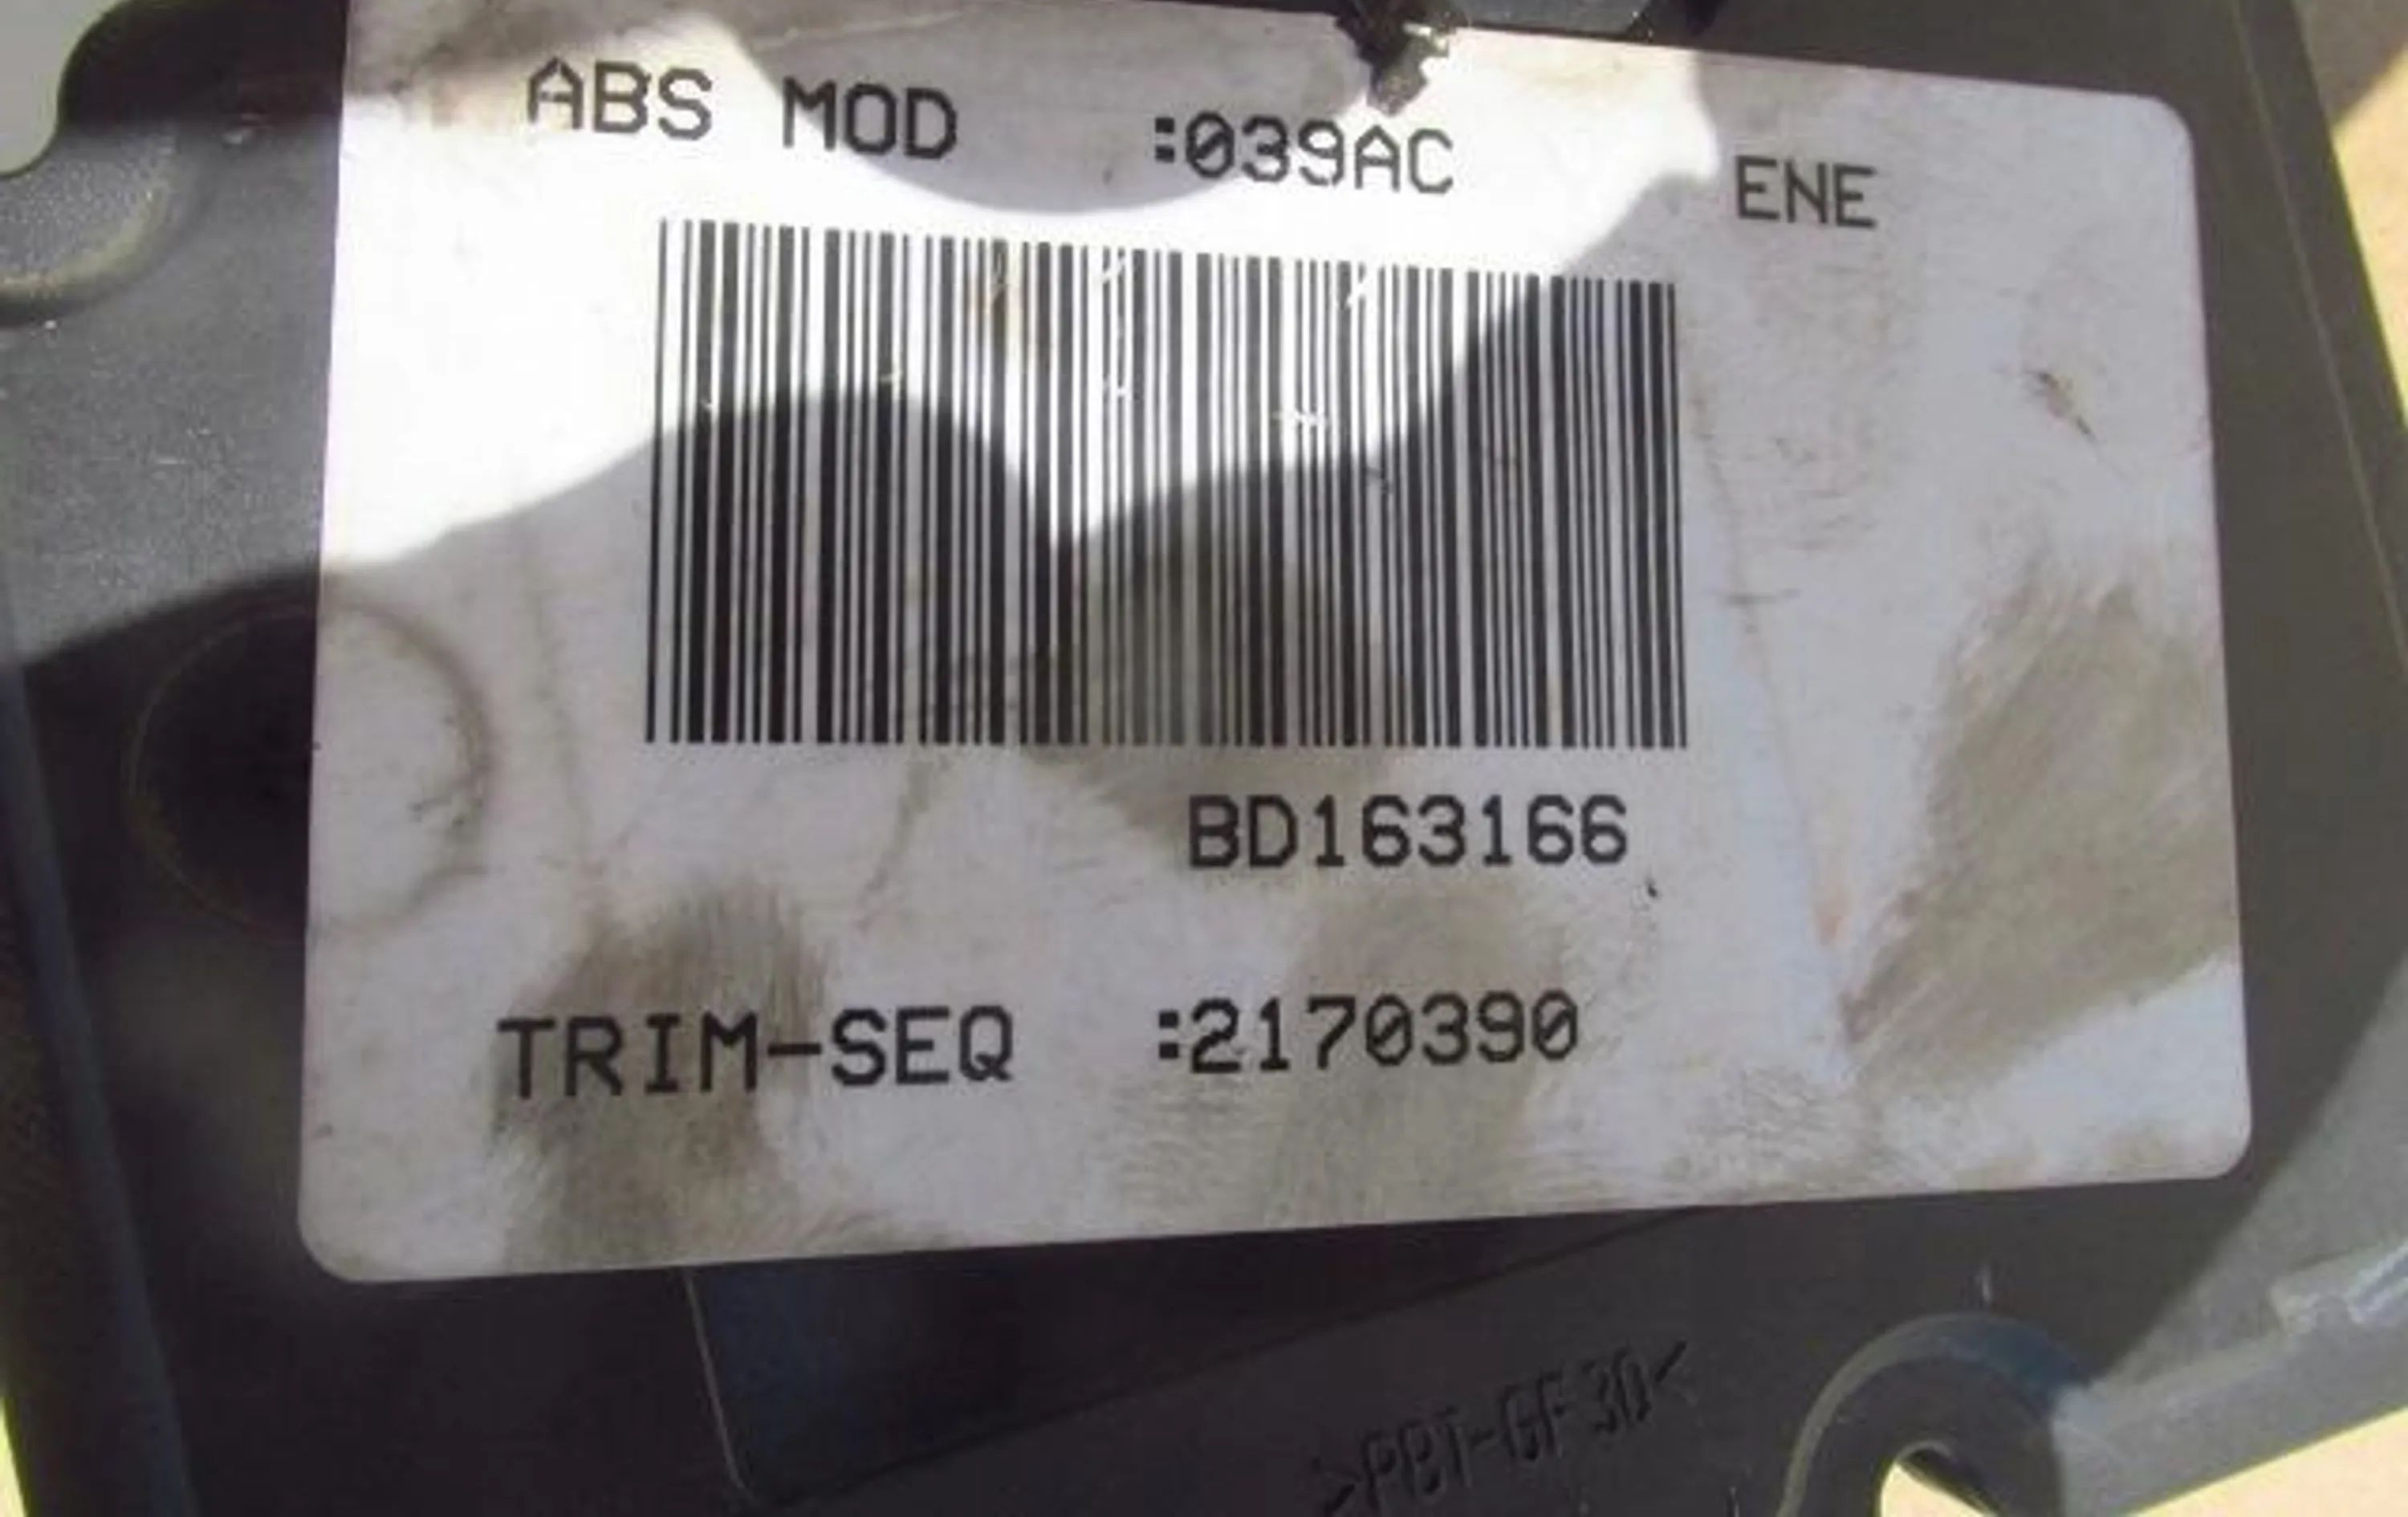 ABS MOD :039AC ENE
BD163166
TRIM-SEQ :2170390
>PBT-GF30<